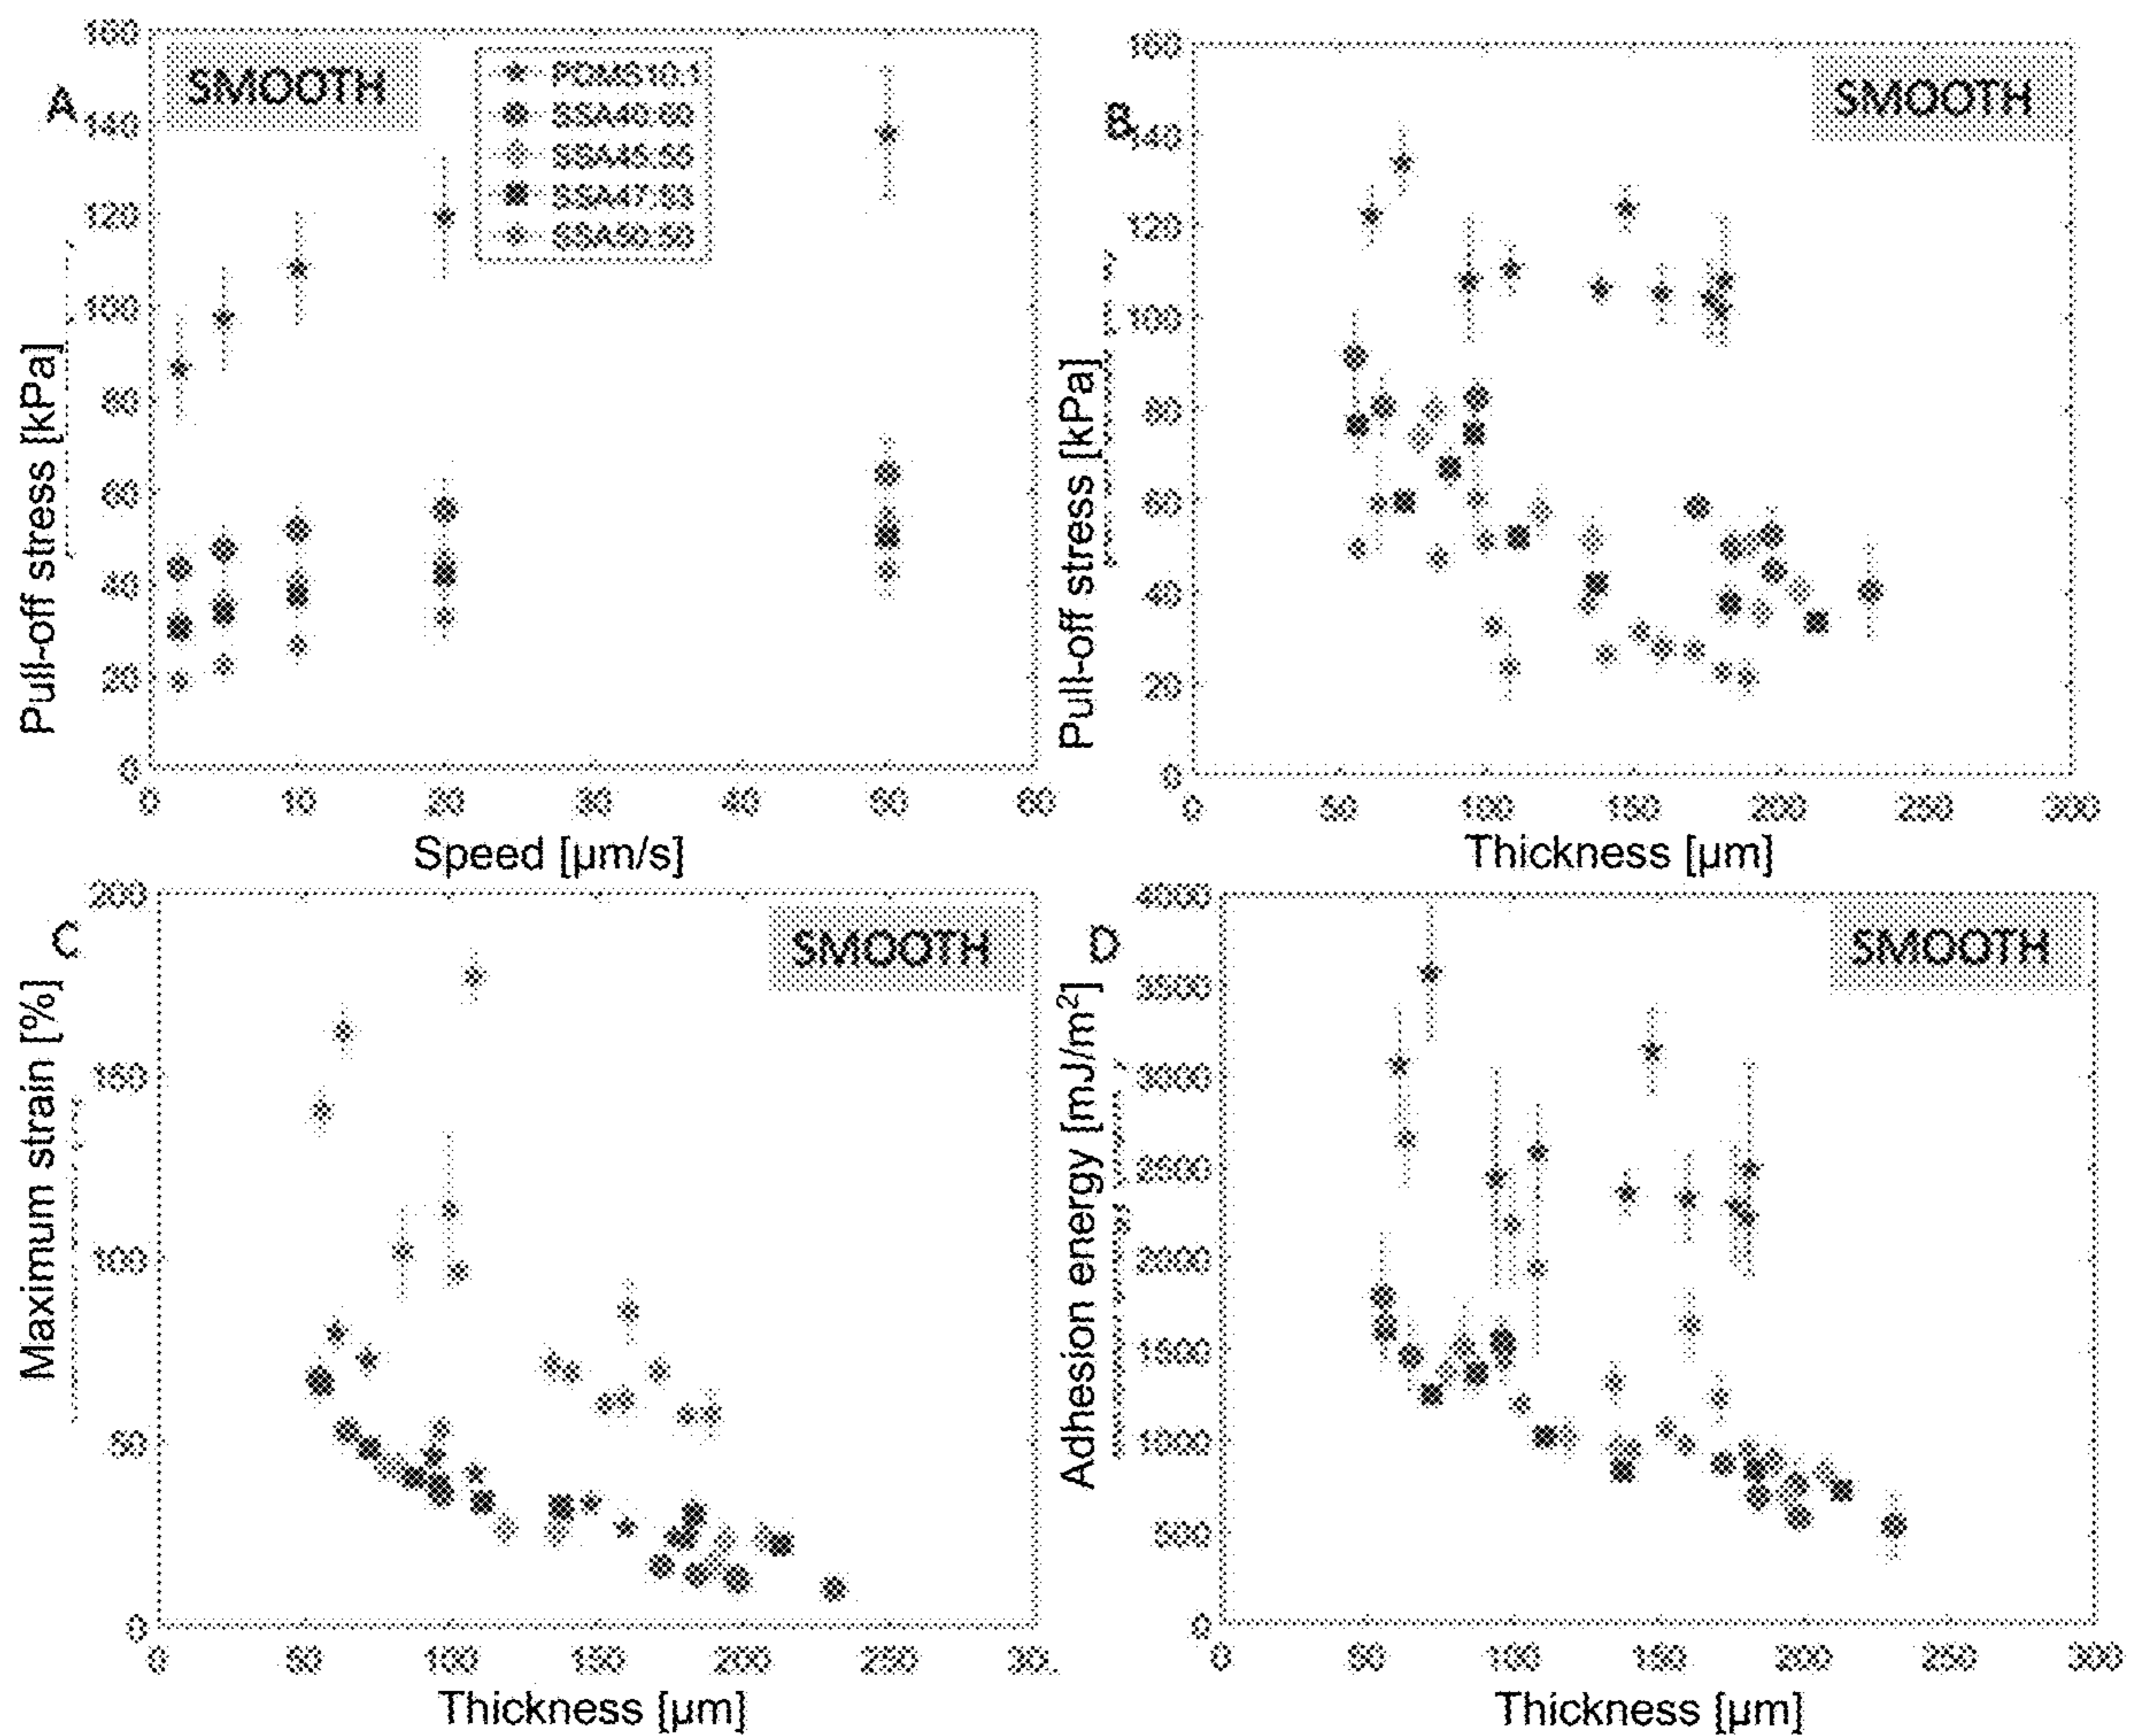 A
SMOOTH
PDMS10:1
SSA40:60
SSA45:55
SSA47:53
SSA50:50
160
140
120
100
80
60
40
20
0
Pull-off stress [kPa]
0 10 20 30 40 50 60
Speed [µm/s]
B
SMOOTH
160
140
120
100
80
60
40
20
0
Pull-off stress [kPa]
0 50 100 150 200 250 300
Thickness [µm]
C
SMOOTH
200
150
100
50
0
Maximum strain [%]
0 50 100 150 200 250 30
Thickness [µm]
D
SMOOTH
4000
3500
3000
2500
2000
1500
1000
500
0
Adhesion energy [mJ/m²]
0 50 100 150 200 250 300
Thickness [µm]